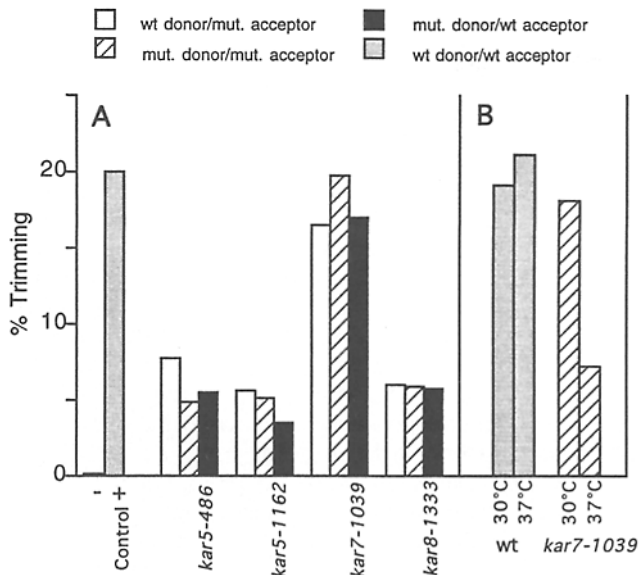 wt donor/mut. acceptor
mut. donor/wt acceptor
mut. donor/mut. acceptor
wt donor/wt acceptor
A
B
20
10
0
% Trimming
-
Control +
kar5-486
kar5-1162
kar7-1039
kar8-1333
30°C
37°C
30°C
37°C
wt
kar7-1039